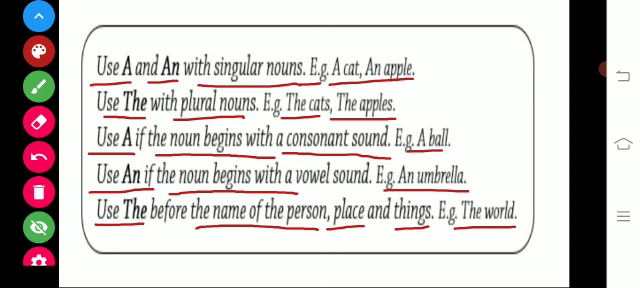 Use A and An with singular nouns. E.g. A cat, An apple.
Use The with plural nouns. E.g. The cats, The apples.
Use A if the noun begins with a consonant sound. E.g. A ball.
Use An if the noun begins with a vowel sound. E.g. An umbrella.
Use The before the name of the person, place and things. E.g. The world.